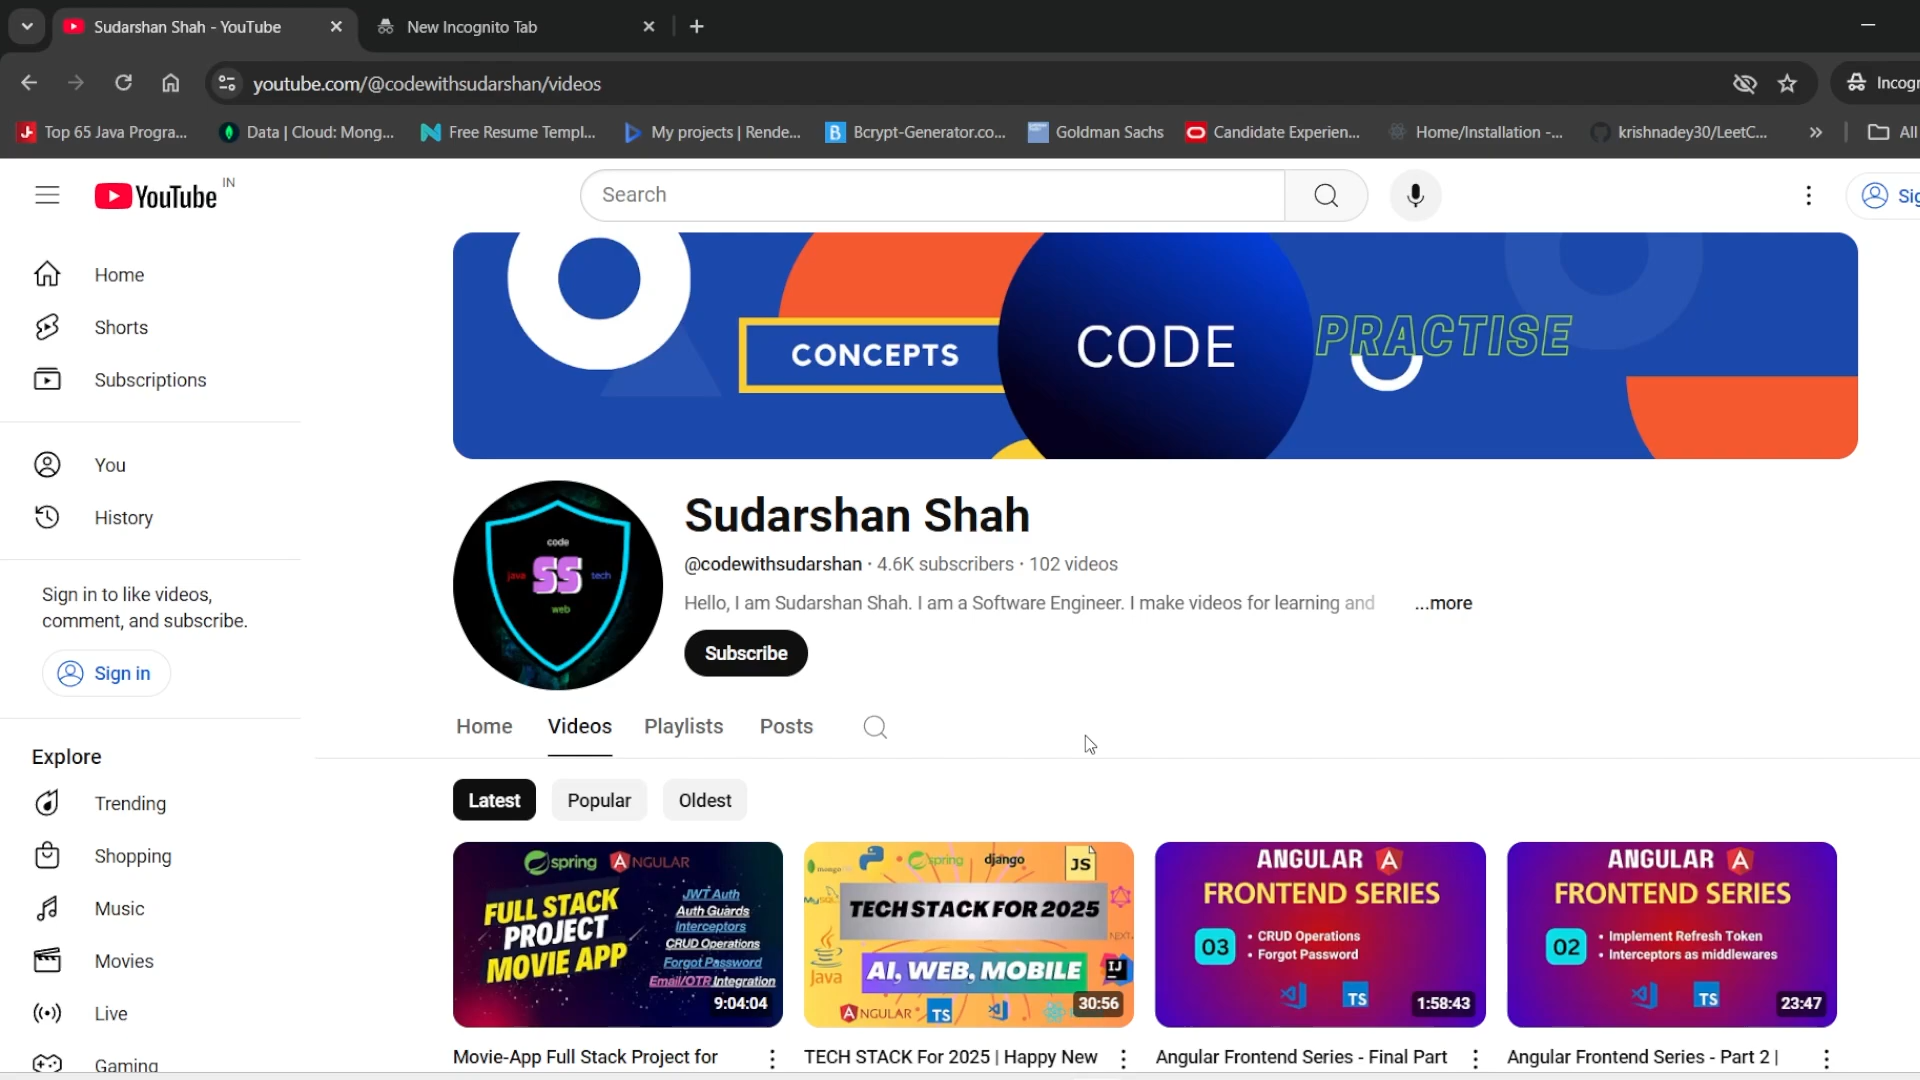 Sudarshan Shah - YouTube
New Incognito Tab
youtube.com/@codewithsudarshan/videos
Incogn
Top 65 Java Progra...
Data | Cloud: Mong...
Free Resume Templ...
My projects | Rende...
Bcrypt-Generator.co...
Goldman Sachs
Candidate Experien...
Home/Installation -...
krishnadey30/LeetC...
All
YouTube IN
Search
Sig
Home
Shorts
Subscriptions
You
History
Sign in to like videos,
comment, and subscribe.
Sign in
Explore
Trending
Shopping
Music
Movies
Live
Gaming
CONCEPTS
CODE
PRACTISE
code
java SS tech
web
Sudarshan Shah
@codewithsudarshan · 4.6K subscribers · 102 videos
Hello, I am Sudarshan Shah. I am a Software Engineer. I make videos for learning and ...more
Subscribe
Home
Videos
Playlists
Posts
Latest
Popular
Oldest
spring ANGULAR
FULL STACK
PROJECT
MOVIE APP
JWT Auth
Auth Guards
Interceptors
CRUD Operations
Forgot Password
Email/OTP Integration
9:04:04
Movie-App Full Stack Project for
spring
django
JS
MySQL
TECH STACK FOR 2025
Java
AI, WEB, MOBILE
IJ
ANGULAR
TS
30:56
TECH STACK For 2025 | Happy New
ANGULAR
FRONTEND SERIES
03
• CRUD Operations
• Forgot Password
TS
1:58:43
Angular Frontend Series - Final Part
ANGULAR
FRONTEND SERIES
02
• Implement Refresh Token
• Interceptors as middlewares
TS
23:47
Angular Frontend Series - Part 2 |